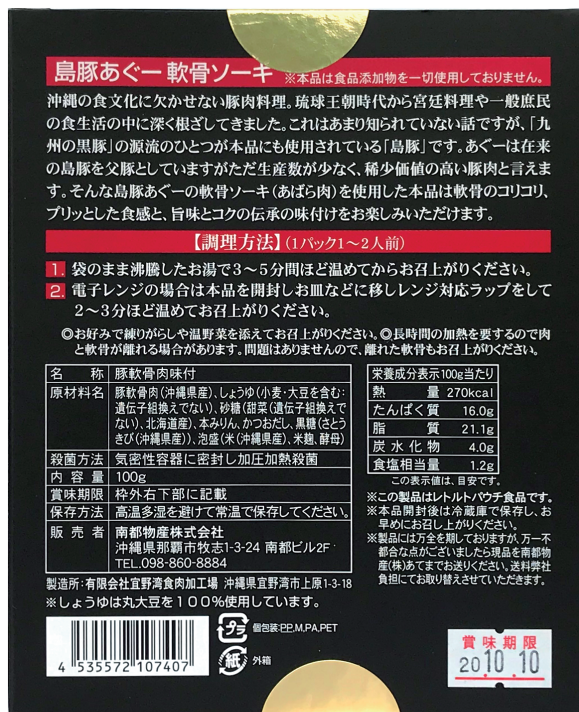 島豚あぐー 軟骨ソーキ ※本品は食品添加物を一切使用しておりません。
沖縄の食文化に欠かせない豚肉料理。琉球王朝時代から宮廷料理や一般庶民
の食生活の中に深く根ざしてきました。これはあまり知られていない話ですが、「九
州の黒豚」の源流のひとつが本品にも使用されている「島豚」です。あぐーは在来
の島豚を父豚としていますがただ生産数が少なく、稀少価値の高い豚肉と言えま
す。そんな島豚あぐーの軟骨ソーキ(あばら肉)を使用した本品は軟骨のコリコリ、
プリッとした食感と、旨味とコクの伝承の味付けをお楽しみいただけます。
【調理方法】(1パック1~2人前)
1. 袋のまま沸騰したお湯で3~5分間ほど温めてからお召上がりください。
2. 電子レンジの場合は本品を開封しお皿などに移しレンジ対応ラップをして
2~3分ほど温めてお召上がりください。
◎お好みで練りがらしや温野菜を添えてお召上がりください。◎長時間の加熱を要するので肉
と軟骨が離れる場合があります。問題はありませんので、離れた軟骨もお召上がりください。
名 称 豚軟骨肉味付
原材料名 豚軟骨肉(沖縄県産)、しょうゆ(小麦・大豆を含む:
遺伝子組換えでない)、砂糖(甜菜(遺伝子組換えで
ない)、北海道産)、本みりん、かつおだし、黒糖(さとう
きび(沖縄県産))、泡盛(米(沖縄県産)、米麹、酵母)
殺菌方法 気密性容器に密封し加圧加熱殺菌
内 容 量 100g
賞味期限 枠外右下部に記載
保存方法 高温多湿を避けて常温で保存してください。
販 売 者 南都物産株式会社
沖縄県那覇市牧志1-3-24 南都ビル2F
TEL.098-860-8884
製造所:有限会社宜野湾食肉加工場 沖縄県宜野湾市上原1-3-18
※しょうゆは丸大豆を100%使用しています。
栄養成分表示100g当たり
熱 量 270kcal
たんぱく質 16.0g
脂 質 21.1g
炭水化物 4.0g
食塩相当量 1.2g
この表示値は、目安です。
※この製品はレトルトパウチ食品です。
※本品開封後は冷蔵庫で保存し、お
早めにお召し上がりください。
※製品には万全を期しておりますが、万一不
都合な点がございましたら現品を南都物
産(株)あてまでお送りください。送料弊社
負担にてお取り替えさせていただきます。
4 535572 107407
プラ 個包装:PP,M,PA,PET
紙 外箱
賞味期限
20.10.10